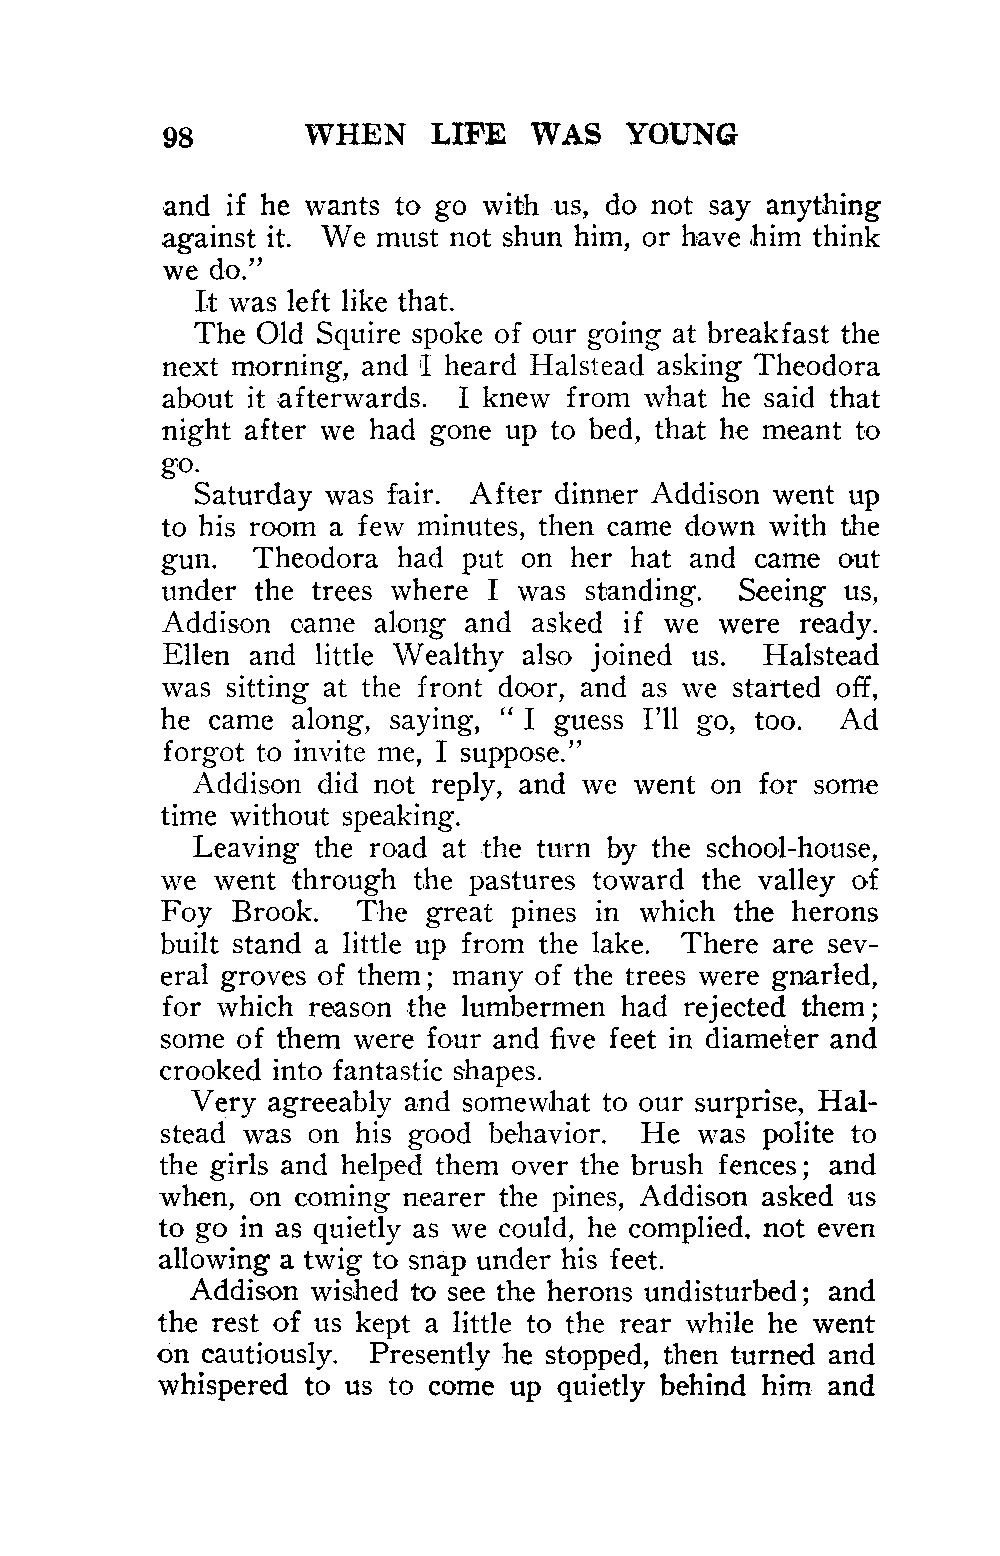 98 WHEN LIFE WAS YOUNG
and if he wants to go with us, do not say anything
against it. We must not shun him, or have him think
we do."
It was left like that.
The Old Squire spoke of our going at breakfast the
next morning, and I heard Halstead asking Theodora
about it afterwards. I knew from what he said that
night after we had gone up to bed, that he meant to
go.
Saturday was fair. After dinner Addison went up
to his room a few minutes, then came down with the
gun. Theodora had put on her hat and came out
under the trees where I was standing. Seeing us,
Addison came along and asked if we were ready.
Ellen and little Wealthy also joined us. Halstead
was sitting at the front door, and as we started off,
he came along, saying, " I guess I'll go, too. Ad
forgot to invite me, I suppose."
Addison did not reply, and we went on for some
time without speaking.
Leaving the road at the turn by the school-house,
we went through the pastures toward the valley of
Foy Brook. The great pines in which the herons
built stand a little up from the lake. There are sev-
eral groves of them; many of the trees were gnarled,
for which reason the lumbermen had rejected them;
some of them were four and five feet in diameter and
crooked into fantastic shapes.
Very agreeably and somewhat to our surprise, Hal-
stead was on his good behavior. He was polite to
the girls and helped them over the brush fences; and
when, on coming nearer the pines, Addison asked us
to go in as quietly as we could, he complied, not even
allowing a twig to snap under his feet.
Addison wished to see the herons undisturbed; and
the rest of us kept a little to the rear while he went
on cautiously. Presently he stopped, then turned and
whispered to us to come up quietly behind him and